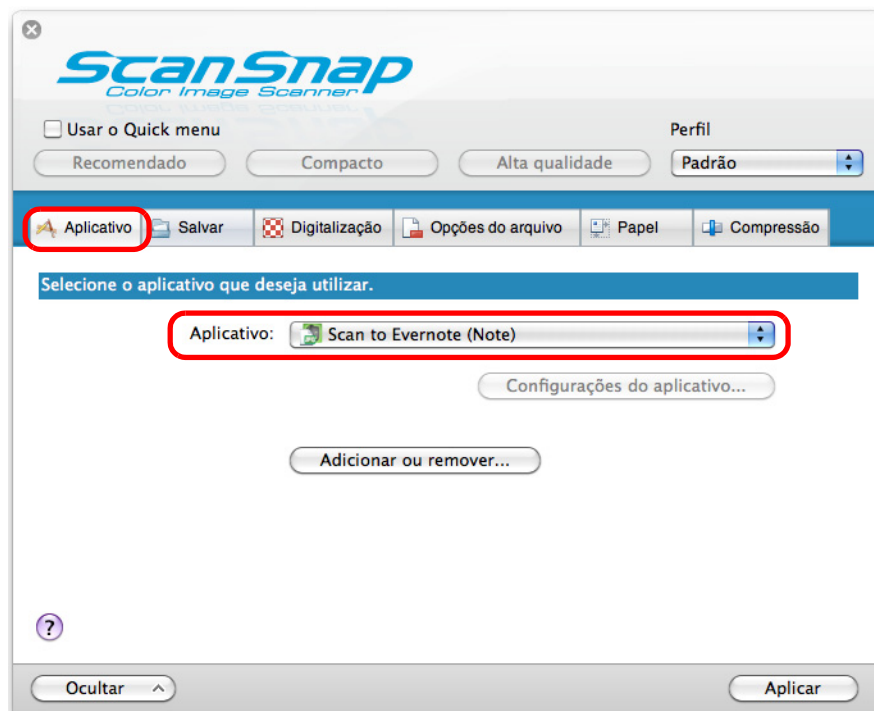 ScanSnap
Color Image Scanner
Usar o Quick menu
Perfil
Recomendado Compacto Alta qualidade Padrão
Aplicativo Salvar Digitalização Opções do arquivo Papel Compressão
Selecione o aplicativo que deseja utilizar.
Aplicativo: Scan to Evernote (Note)
Configurações do aplicativo...
Adicionar ou remover...
?
Ocultar Aplicar